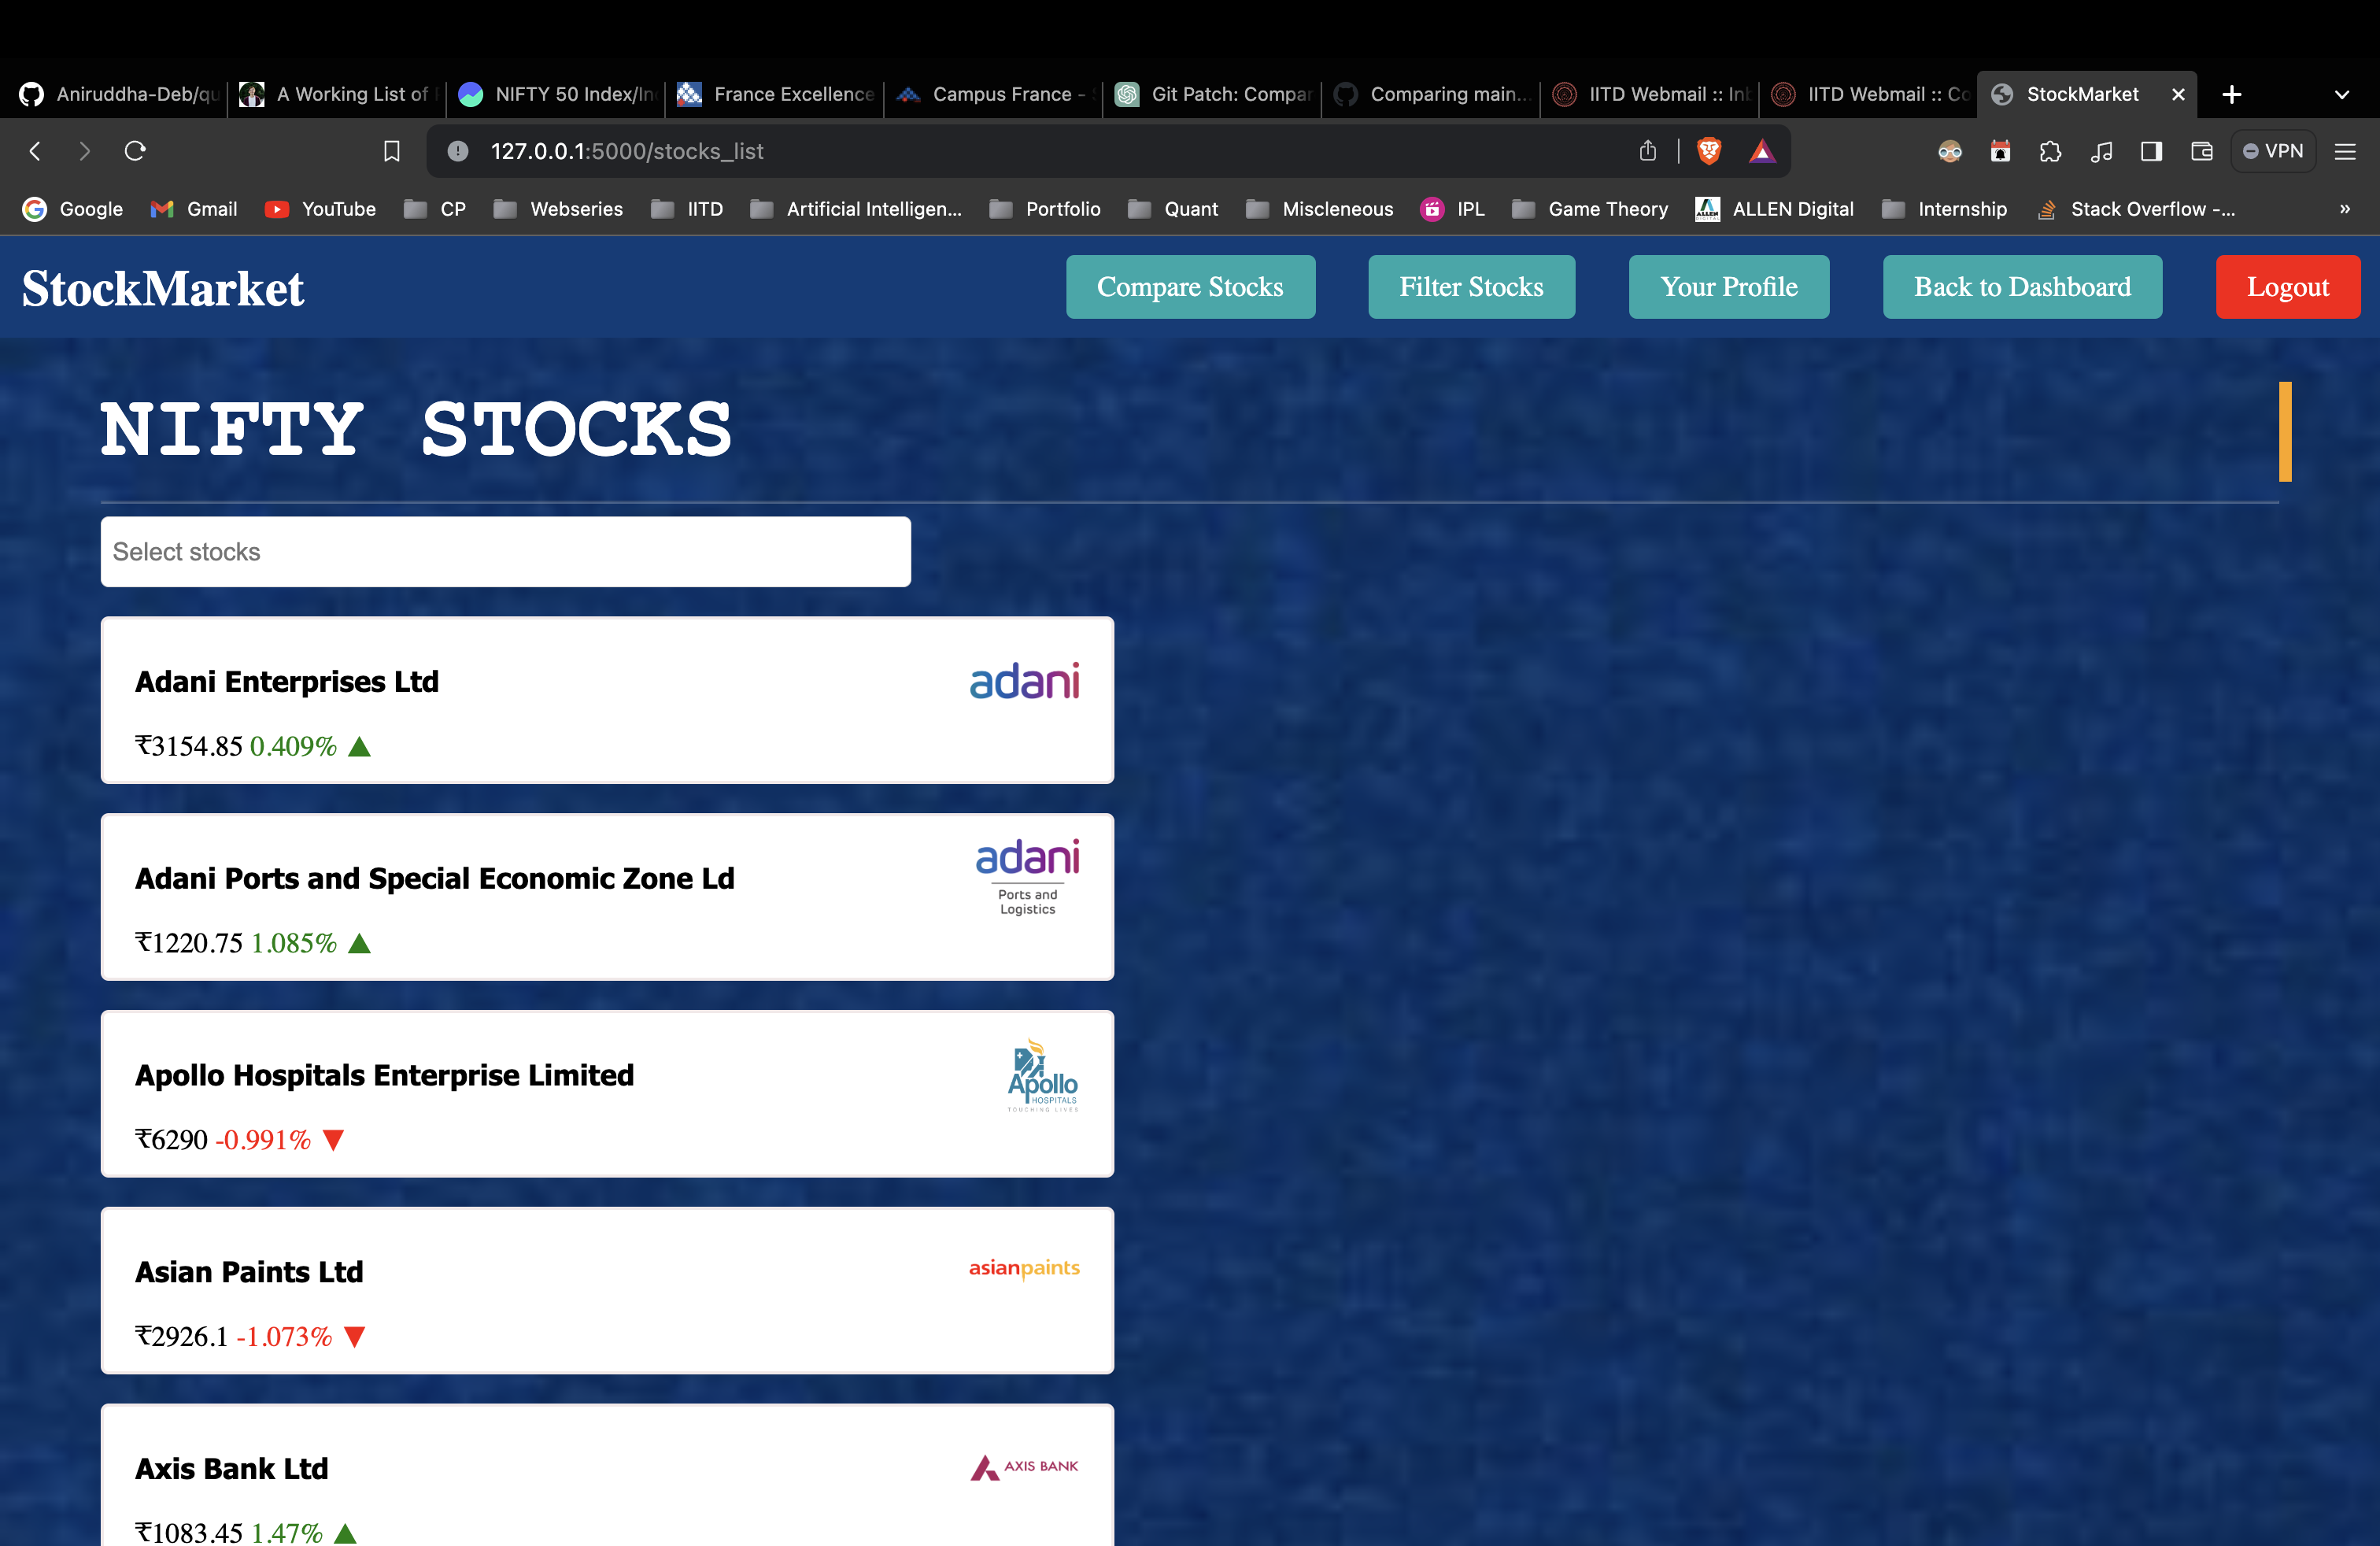 Aniruddha-Deb/qu
A Working List of
NIFTY 50 Index/In
France Excellence
Campus France -
Git Patch: Compar
Comparing main...
IITD Webmail :: Inb
IITD Webmail :: Co
StockMarket
127.0.0.1:5000/stocks_list
VPN
Google
Gmail
YouTube
CP
Webseries
IITD
Artificial Intelligen...
Portfolio
Quant
Miscleneous
IPL
Game Theory
ALLEN Digital
Internship
Stack Overflow -...
»
StockMarket
Compare Stocks
Filter Stocks
Your Profile
Back to Dashboard
Logout
NIFTY STOCKS
Select stocks
Adani Enterprises Ltd
adani
₹3154.85 0.409% ▲
Adani Ports and Special Economic Zone Ld
adani
Ports and
Logistics
₹1220.75 1.085% ▲
Apollo Hospitals Enterprise Limited
Apollo
HOSPITALS
TOUCHING LIVES
₹6290 -0.991% ▼
Asian Paints Ltd
asianpaints
₹2926.1 -1.073% ▼
Axis Bank Ltd
AXIS BANK
₹1083.45 1.47% ▲